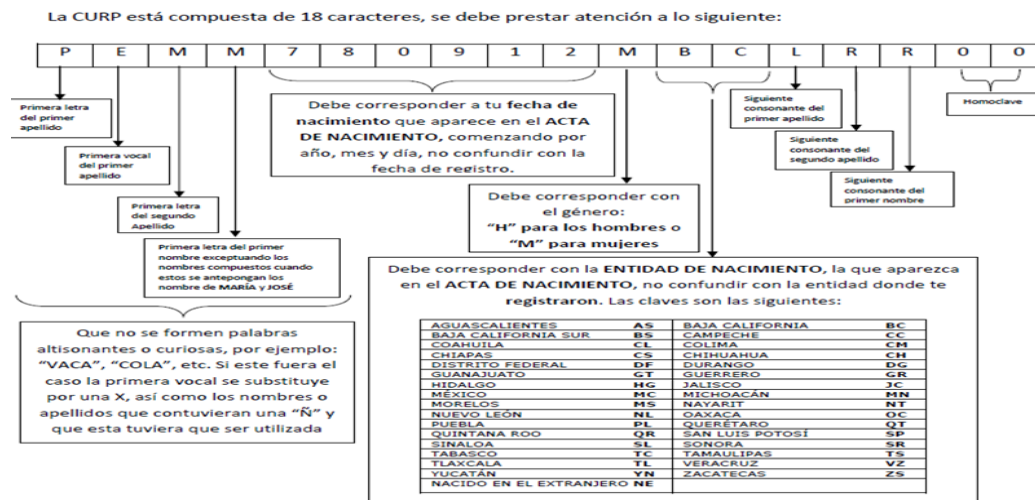 La CURP está compuesta de 18 caracteres, se debe prestar atención a lo siguiente:
P E M M 7 8 0 9 1 2 M B C L R R 0 0
Primera letra
del primer
apellido
Primera vocal
del primer
apellido
Primera letra
del segundo
Apellido
Primera letra del primer
nombre exceptuando los
nombres compuestos cuando
estos se antepongan los
nombre de MARÍA y JOSÉ
Debe corresponder a tu fecha de
nacimiento que aparece en el ACTA
DE NACIMIENTO, comenzando por
año, mes y día, no confundir con la
fecha de registro.
Debe corresponder con
el género:
“H” para los hombres o
“M” para mujeres
Siguiente
consonante del
primer apellido
Siguiente
consonante del
segundo apellido
Siguiente
consonante del
primer nombre
Homoclave
Que no se formen palabras
altisonantes o curiosas, por ejemplo:
“VACA”, “COLA”, etc. Si este fuera el
caso la primera vocal se substituye
por una X, así como los nombres o
apellidos que contuvieran una “Ñ” y
que esta tuviera que ser utilizada
Debe corresponder con la ENTIDAD DE NACIMIENTO, la que aparezca
en el ACTA DE NACIMIENTO, no confundir con la entidad donde te
registraron. Las claves son las siguientes:
AGUASCALIENTES AS BAJA CALIFORNIA BC
BAJA CALIFORNIA SUR BS CAMPECHE CC
COAHUILA CL COLIMA CM
CHIAPAS CS CHIHUAHUA CH
DISTRITO FEDERAL DF DURANGO DG
GUANAJUATO GT GUERRERO GR
HIDALGO HG JALISCO JC
MÉXICO MC MICHOACÁN MN
MORELOS MS NAYARIT NT
NUEVO LEÓN NL OAXACA OC
PUEBLA PL QUERÉTARO QT
QUINTANA ROO QR SAN LUIS POTOSÍ SP
SINALOA SL SONORA SR
TABASCO TC TAMAULIPAS TS
TLAXCALA TL VERACRUZ VZ
YUCATÁN YN ZACATECAS ZS
NACIDO EN EL EXTRANJERO NE